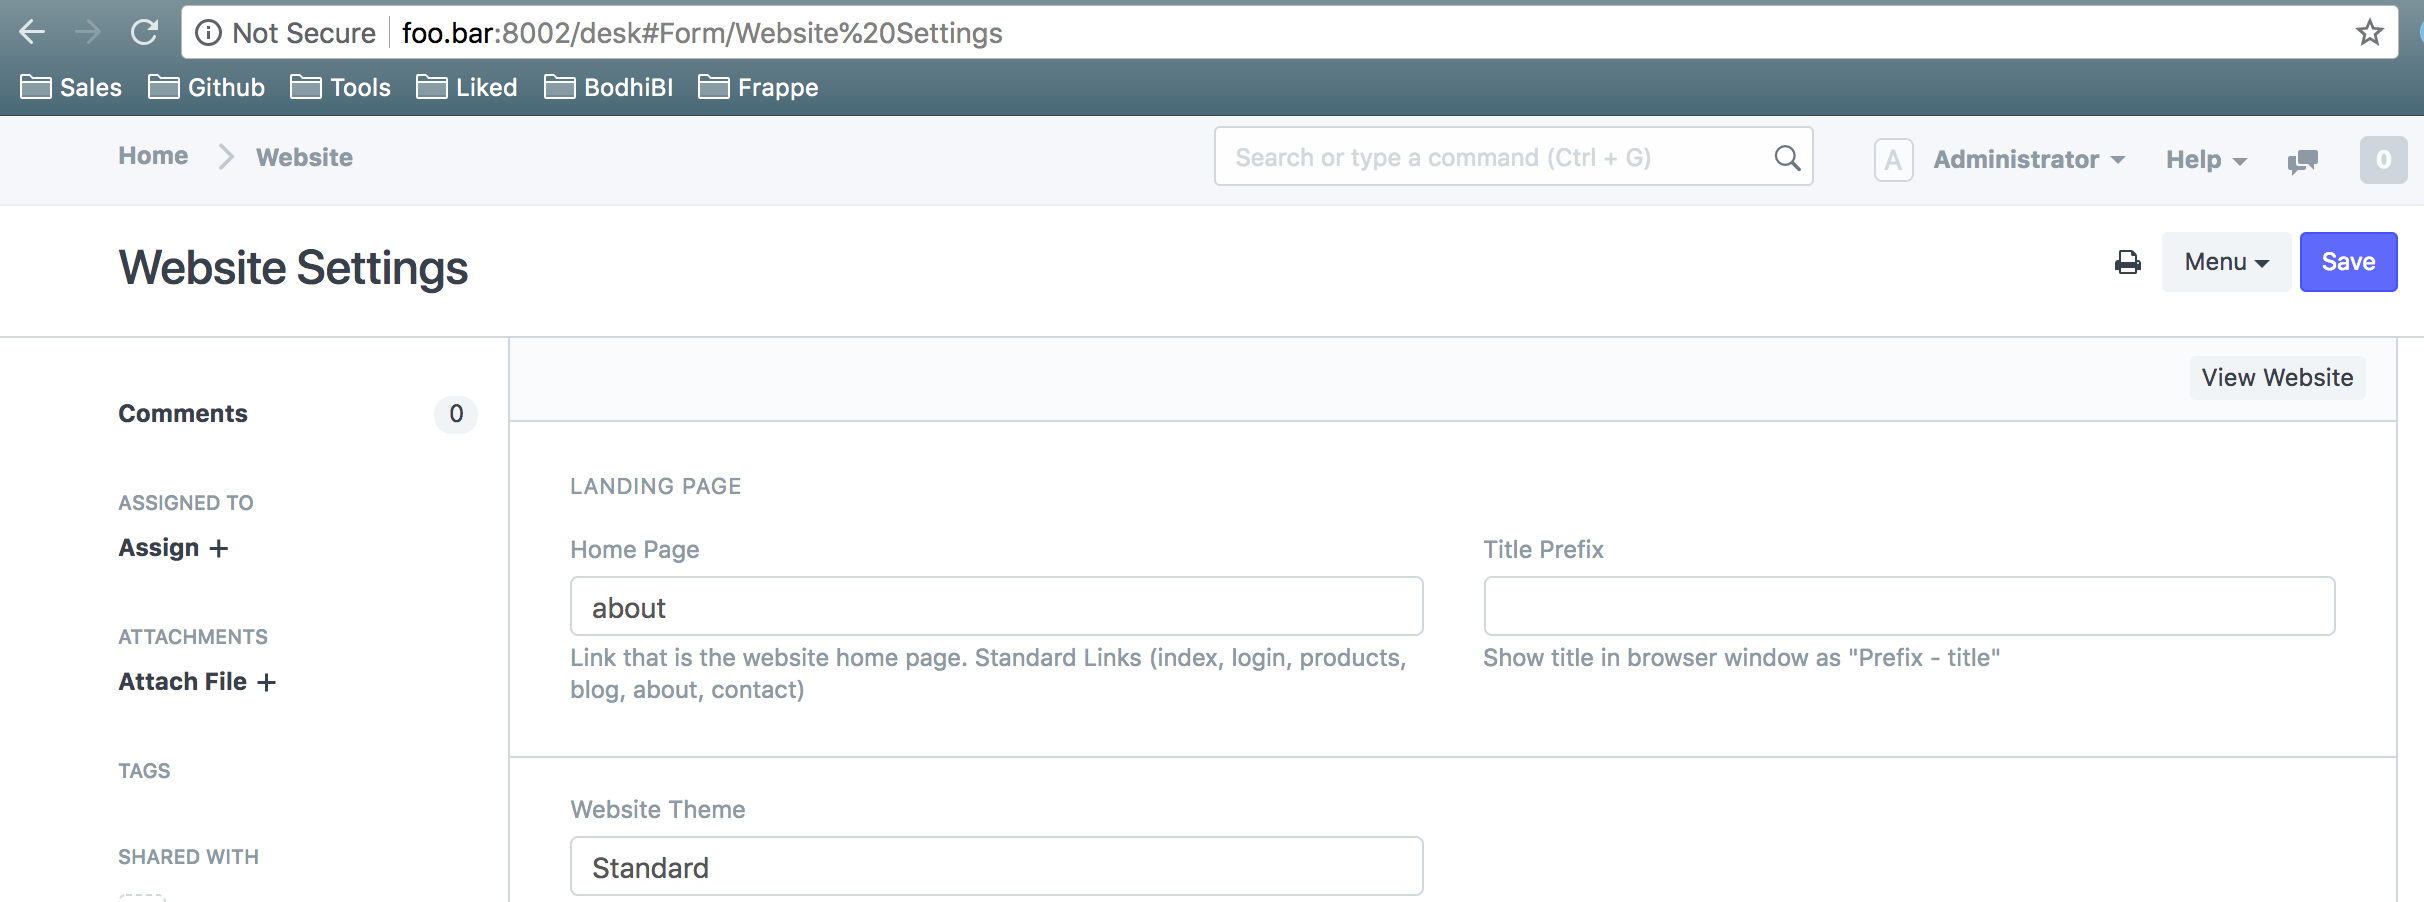 Not Secure foo.bar:8002/desk#Form/Website%20Settings
Sales Github Tools Liked BodhiBI Frappe
Home Website Search or type a command (Ctrl + G) A Administrator Help 0
Website Settings Menu Save
View Website
Comments 0
ASSIGNED TO
Assign +
ATTACHMENTS
Attach File +
TAGS
SHARED WITH
LANDING PAGE
Home Page
about
Link that is the website home page. Standard Links (index, login, products,
blog, about, contact)
Title Prefix
Show title in browser window as "Prefix - title"
Website Theme
Standard